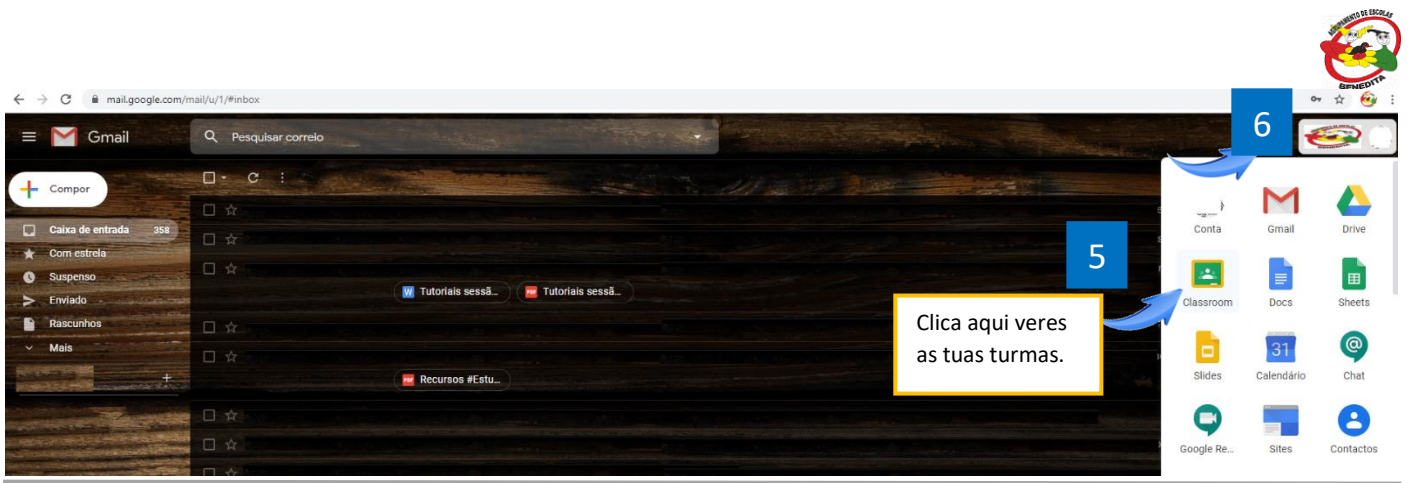 AGRUPAMENTO DE ESCOLAS
BENEDITA
mail.google.com/mail/u/1/#inbox
6
Gmail
Pesquisar correio
Compor
Caixa de entrada 358
Com estrela
Suspenso
Enviado
Rascunhos
Mais
Tutoriais sessã...
Tutoriais sessã...
Recursos #Estu...
5
Clica aqui veres
as tuas turmas.
Conta Gmail Drive
Classroom Docs Sheets
31
Slides Calendário Chat
Google Re... Sites Contactos